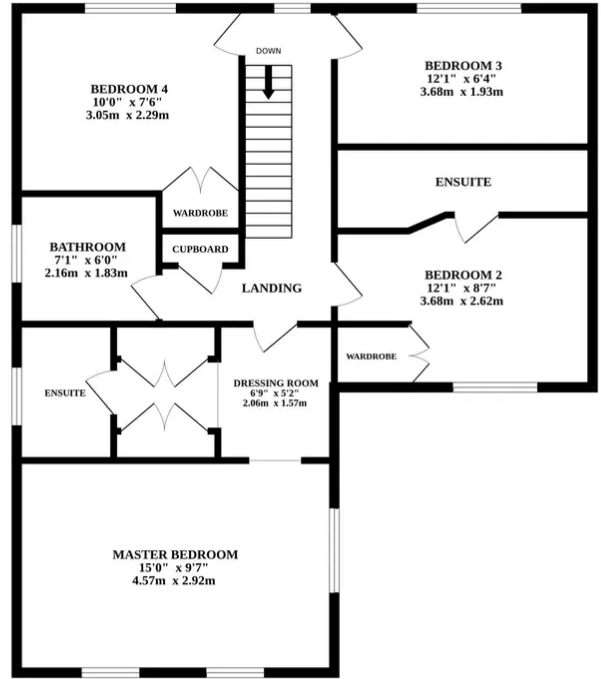 DOWN
BEDROOM 3
12'1" x 6'4"
3.68m x 1.93m
BEDROOM 4
10'0" x 7'6"
3.05m x 2.29m
ENSUITE
WARDROBE
BATHROOM
7'1" x 6'0"
2.16m x 1.83m
CUPBOARD
LANDING
BEDROOM 2
12'1" x 8'7"
3.68m x 2.62m
WARDROBE
ENSUITE
DRESSING ROOM
6'9" x 5'2"
2.06m x 1.57m
MASTER BEDROOM
15'0" x 9'7"
4.57m x 2.92m